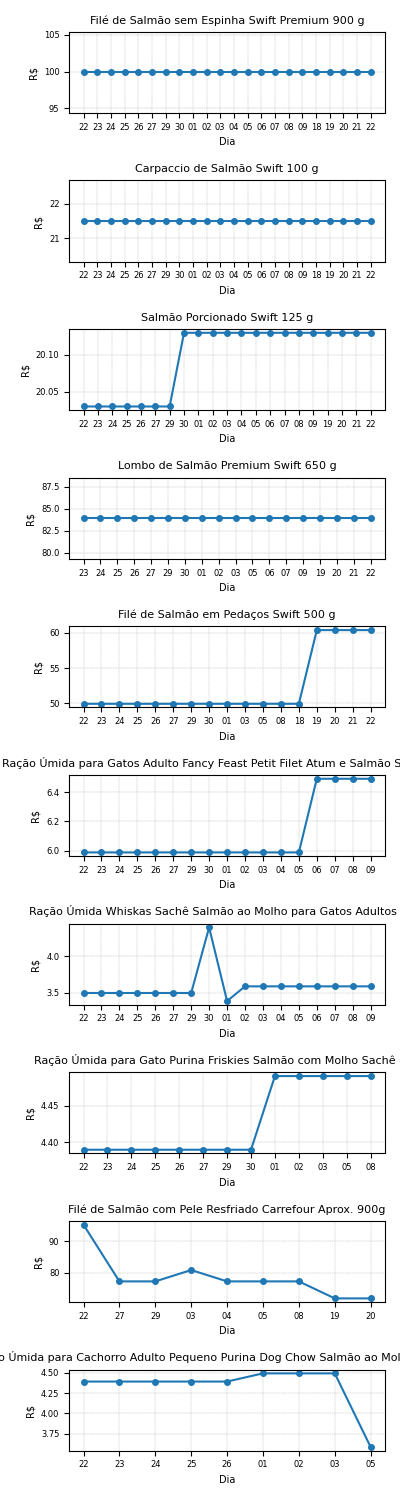 Filé de Salmão sem Espinha Swift Premium 900 g
105
100
95
R$
22 23 24 25 26 27 29 30 01 02 03 04 05 06 07 08 09 18 19 20 21 22
Dia
Carpaccio de Salmão Swift 100 g
22
21
R$
22 23 24 25 26 27 29 30 01 02 03 04 05 06 07 08 09 18 19 20 21 22
Dia
Salmão Porcionado Swift 125 g
20.10
20.05
R$
22 23 24 25 26 27 29 30 01 02 03 04 05 06 07 08 09 19 20 21 22
Dia
Lombo de Salmão Premium Swift 650 g
87.5
85.0
82.5
80.0
R$
23 24 25 26 27 29 30 01 02 03 05 06 07 09 19 20 21 22
Dia
Filé de Salmão em Pedaços Swift 500 g
60
55
50
R$
22 23 24 25 26 27 29 30 01 03 05 08 18 19 20 21 22
Dia
Ração Úmida para Gatos Adulto Fancy Feast Petit Filet Atum e Salmão S
6.4
6.2
6.0
R$
22 23 24 25 26 27 29 30 01 02 03 04 05 06 07 08 09
Dia
Ração Úmida Whiskas Sachê Salmão ao Molho para Gatos Adultos
4.0
3.5
R$
22 23 24 25 26 27 29 30 01 02 03 04 05 06 07 08 09
Dia
Ração Úmida para Gato Purina Friskies Salmão com Molho Sachê
4.45
4.40
R$
22 23 24 25 26 27 29 30 01 02 03 05 08
Dia
Filé de Salmão com Pele Resfriado Carrefour Aprox. 900g
90
80
R$
22 27 29 03 04 05 08 19 20
Dia
o Úmida para Cachorro Adulto Pequeno Purina Dog Chow Salmão ao Mol
4.50
4.25
4.00
3.75
R$
22 23 24 25 26 01 02 03 05
Dia